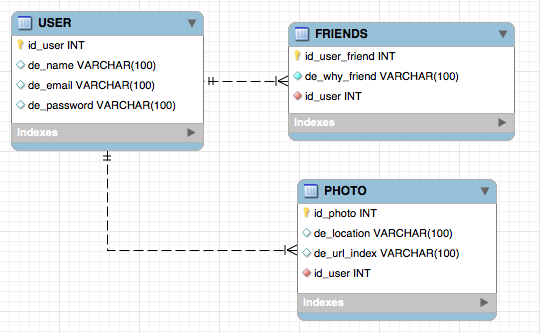 USER
id_user INT
de_name VARCHAR(100)
de_email VARCHAR(100)
de_password VARCHAR(100)
Indexes
FRIENDS
id_user_friend INT
de_why_friend VARCHAR(100)
id_user INT
Indexes
PHOTO
id_photo INT
de_location VARCHAR(100)
de_url_index VARCHAR(100)
id_user INT
Indexes